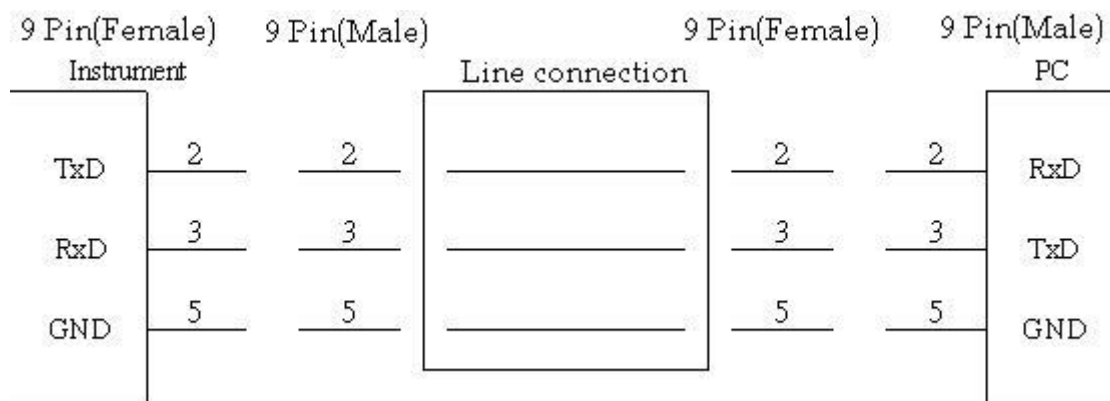 9 Pin(Female) 9 Pin(Male) 9 Pin(Female) 9 Pin(Male)
Instrument Line connection PC
TxD 2 2 2 2 RxD
RxD 3 3 3 3 TxD
GND 5 5 5 5 GND